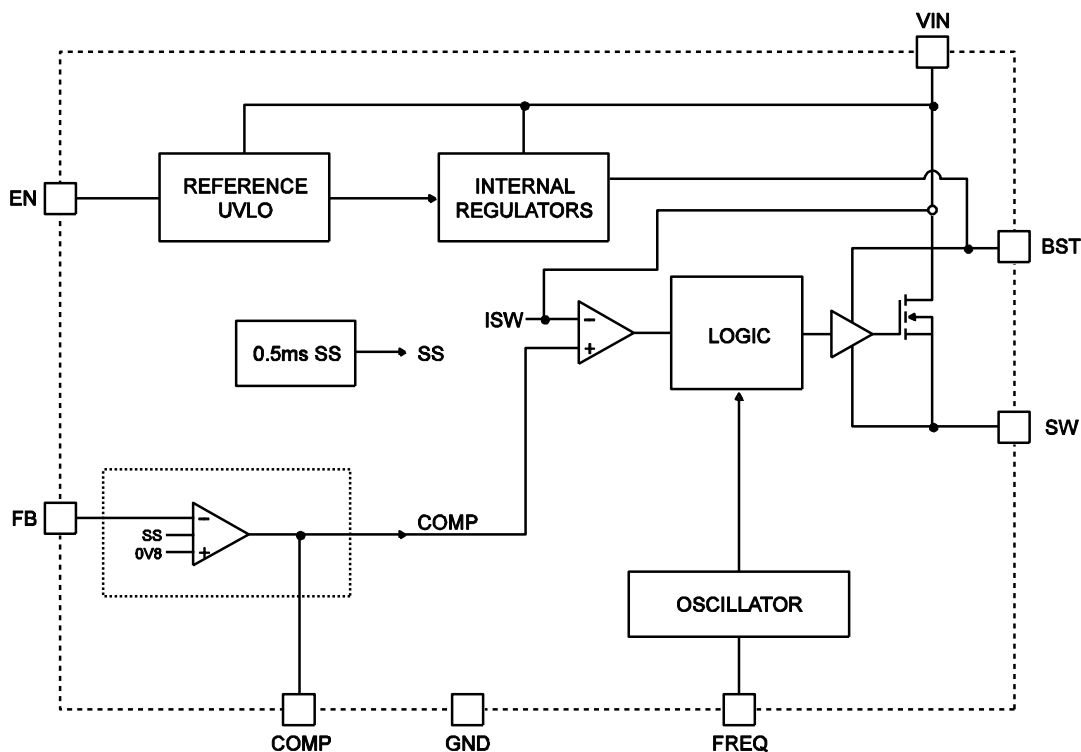 VIN
EN
REFERENCE
UVLO
INTERNAL
REGULATORS
BST
ISW
−
+
LOGIC
0.5ms SS
SS
SW
FB
−
SS
0V8
+
COMP
OSCILLATOR
COMP
GND
FREQ